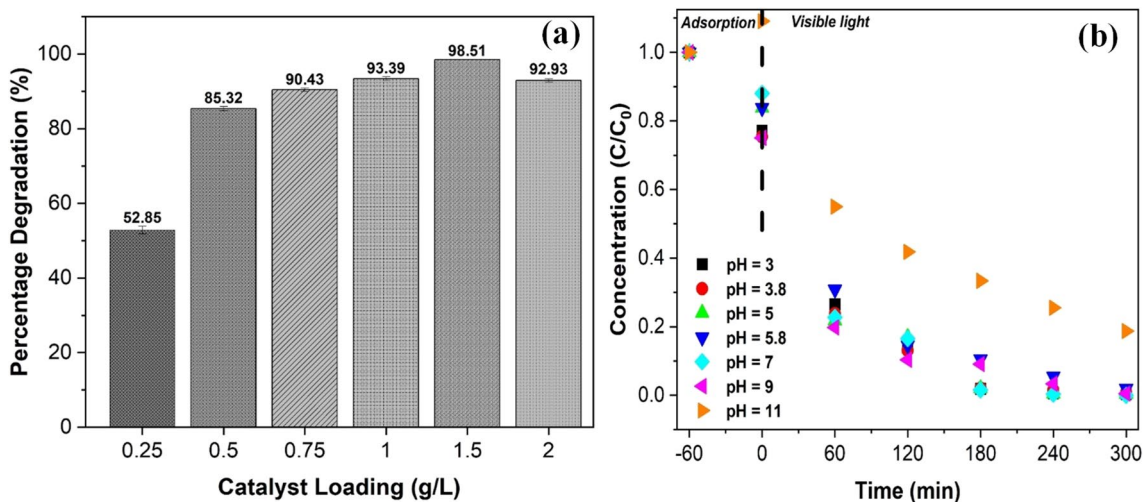 (a)
Percentage Degradation (%)
100
80
60
40
20
0
52.85
85.32
90.43
93.39
98.51
92.93
0.25
0.5
0.75
1
1.5
2
Catalyst Loading (g/L)
Adsorption
Visible light
(b)
Concentration (C/C0)
1.0
0.8
0.6
0.4
0.2
0.0
pH = 3
pH = 3.8
pH = 5
pH = 5.8
pH = 7
pH = 9
pH = 11
-60
0
60
120
180
240
300
Time (min)